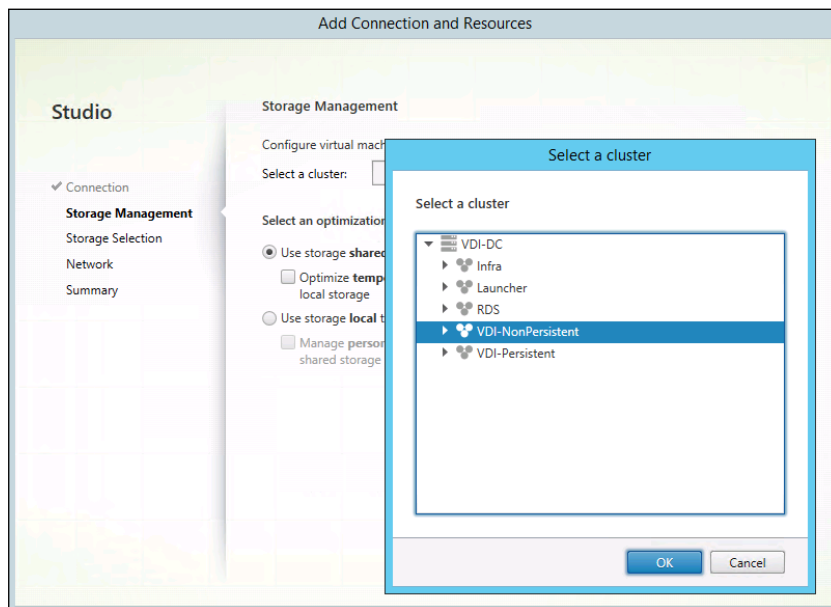 Add Connection and Resources
Studio
Connection
Storage Management
Storage Selection
Network
Summary
Storage Management
Configure virtual mach
Select a cluster:
Select an optimization
Use storage shared
Optimize tempo
local storage
Use storage local t
Manage person
shared storage
Select a cluster
Select a cluster
VDI-DC
Infra
Launcher
RDS
VDI-NonPersistent
VDI-Persistent
OK
Cancel